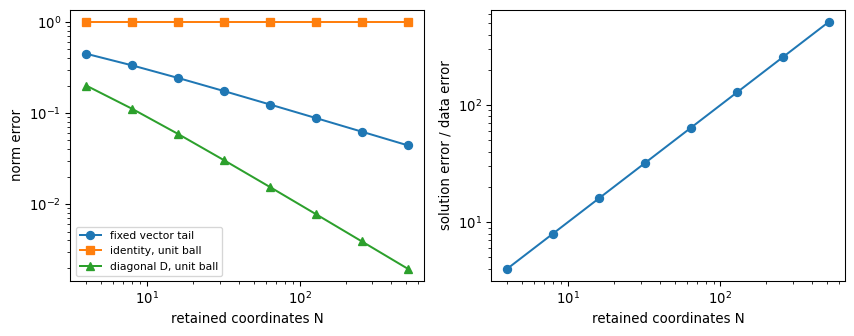 norm error
10⁰
10⁻¹
10⁻²
fixed vector tail
identity, unit ball
diagonal D, unit ball
10¹
10²
retained coordinates N
solution error / data error
10²
10¹
10¹
10²
retained coordinates N